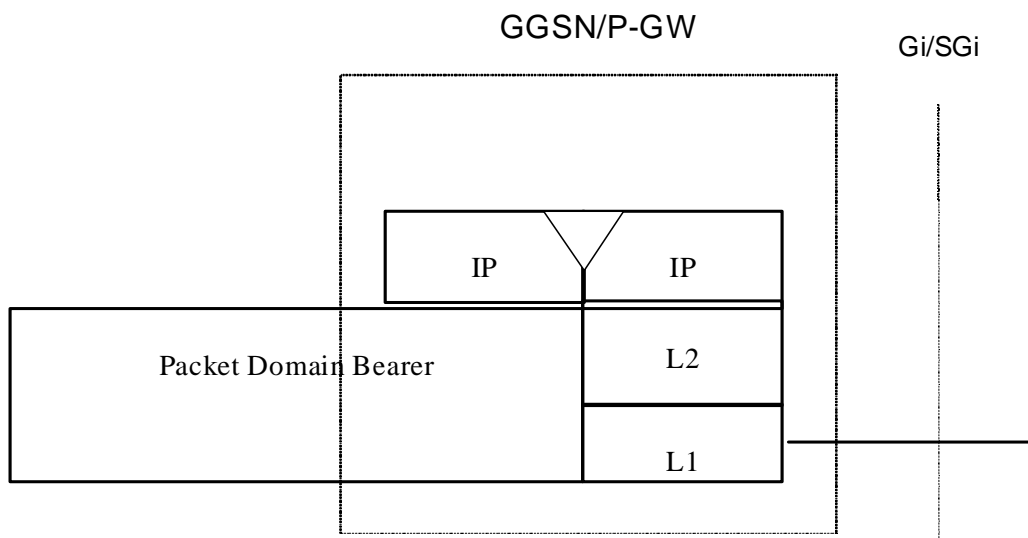 GGSN/P-GW
Gi/SGi
IP
IP
Packet Domain Bearer
L2
L1